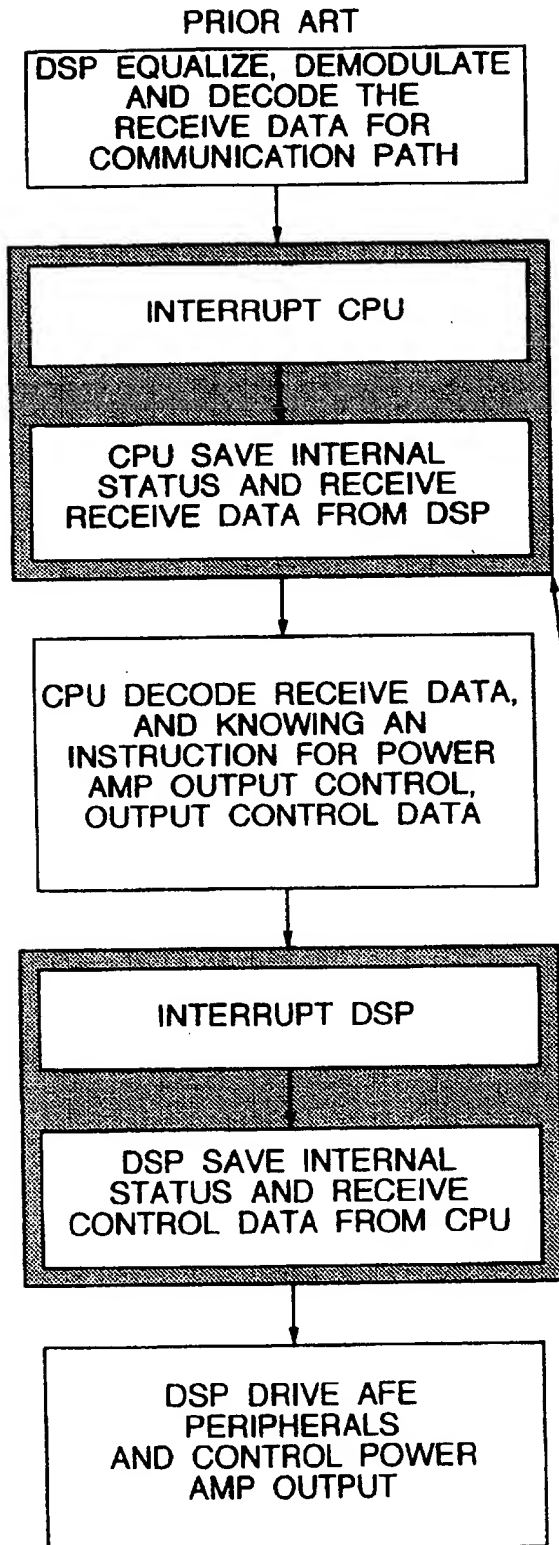 PRIOR ART
DSP EQUALIZE, DEMODULATE
AND DECODE THE
RECEIVE DATA FOR
COMMUNICATION PATH
INTERRUPT CPU
CPU SAVE INTERNAL
STATUS AND RECEIVE
RECEIVE DATA FROM DSP
CPU DECODE RECEIVE DATA,
AND KNOWING AN
INSTRUCTION FOR POWER
AMP OUTPUT CONTROL,
OUTPUT CONTROL DATA
INTERRUPT DSP
DSP SAVE INTERNAL
STATUS AND RECEIVE
CONTROL DATA FROM CPU
DSP DRIVE AFE
PERIPHERALS
AND CONTROL POWER
AMP OUTPUT